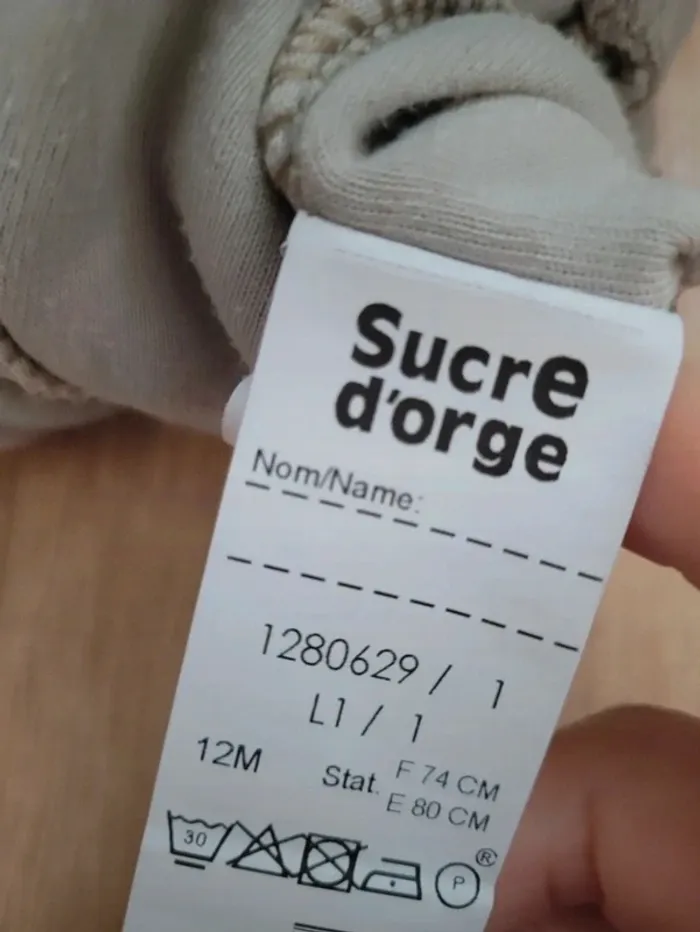 Sucre
d'orge
Nom/Name:
1280629 / 1
L1 / 1
12M
Stat. F 74 CM
E 80 CM
30
P
®